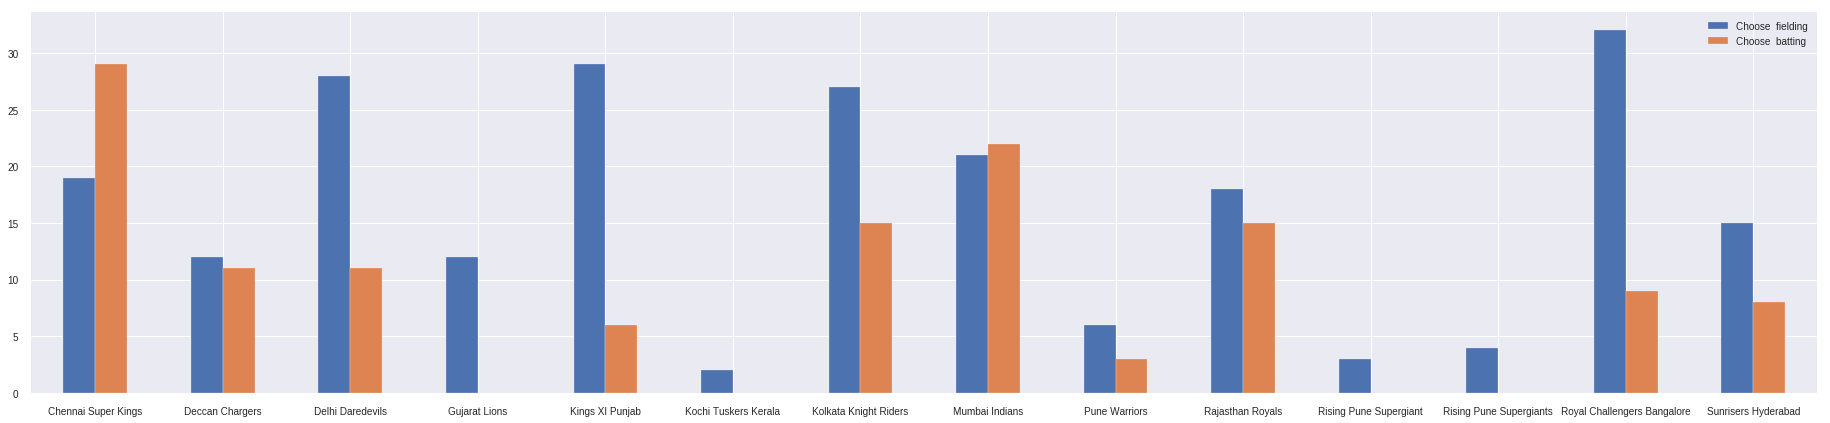 Choose  fielding
Choose  batting
30
25
20
15
10
5
0
Chennai Super Kings
Deccan Chargers
Delhi Daredevils
Gujarat Lions
Kings XI Punjab
Kochi Tuskers Kerala
Kolkata Knight Riders
Mumbai Indians
Pune Warriors
Rajasthan Royals
Rising Pune Supergiant
Rising Pune Supergiants
Royal Challengers Bangalore
Sunrisers Hyderabad